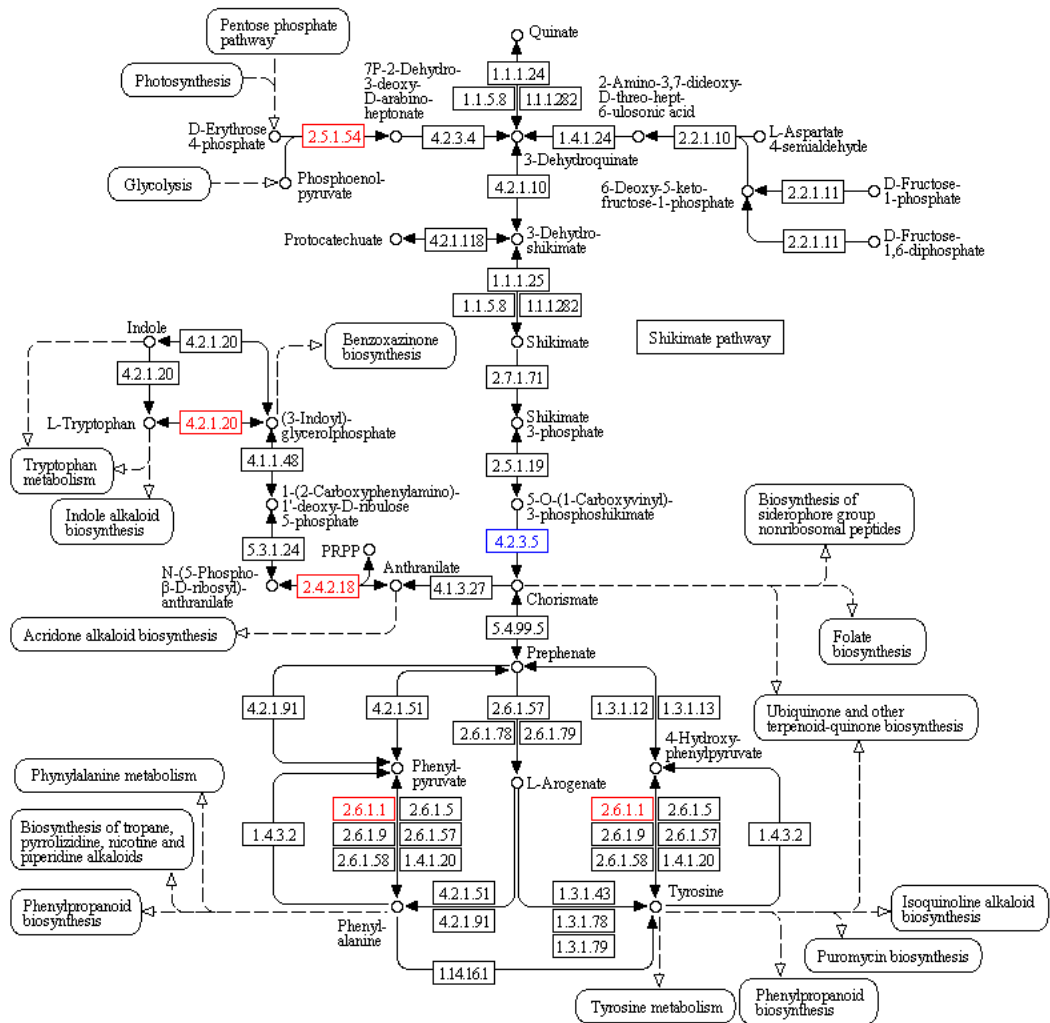 Pentose phosphate
pathway
Quinate
Photosynthesis
7P-2-Dehydro-
3-deoxy-
D-arabino-
heptonate
1.1.1.24
1.1.5.8
1.1.1.282
2-Amino-3,7-dideoxy-
D-threo-hept-
6-ulosonic acid
D-Erythrose
4-phosphate
2.5.1.54
4.2.3.4
1.4.1.24
2.2.1.10
L-Aspartate
4-semialdehyde
3-Dehydroquinate
Glycolysis
Phosphoenol-
pyruvate
4.2.1.10
6-Deoxy-5-keto-
fructose-1-phosphate
2.2.1.11
D-Fructose-
1-phosphate
Protocatechuate
4.2.1.118
3-Dehydro-
shikimate
2.2.1.11
D-Fructose-
1,6-diphosphate
1.1.1.25
1.1.5.8
1.1.1.282
Indole
4.2.1.20
Benzoxazinone
biosynthesis
Shikimate
Shikimate pathway
4.2.1.20
2.7.1.71
L-Tryptophan
4.2.1.20
(3-Indoyl)-
glycerolphosphate
Shikimate
3-phosphate
Tryptophan
metabolism
4.1.1.48
2.5.1.19
Indole alkaloid
biosynthesis
1-(2-Carboxyphenylamino)-
1'-deoxy-D-ribulose
5-phosphate
5-O-(1-Carboxyvinyl)-
3-phosphoshikimate
Biosynthesis of
siderophore group
nonribosomal peptides
5.3.1.24
PRPP
4.2.3.5
N-(5-Phospho-
β-D-ribosyl)-
anthranilate
2.4.2.18
Anthranilate
4.1.3.27
Chorismate
Acridone alkaloid biosynthesis
5.4.99.5
Folate
biosynthesis
Prephenate
4.2.1.91
4.2.1.51
2.6.1.57
2.6.1.78
2.6.1.79
1.3.1.12
1.3.1.13
Ubiquinone and other
terpenoid-quinone biosynthesis
4-Hydroxy-
phenylpyruvate
Phynylalanine metabolism
Phenyl-
pyruvate
L-Arogenate
Biosynthesis of tropane,
pyrrolizidine, nicotine and
piperidine alkaloids
1.4.3.2
2.6.1.1
2.6.1.5
2.6.1.9
2.6.1.57
2.6.1.58
1.4.1.20
2.6.1.1
2.6.1.5
2.6.1.9
2.6.1.57
2.6.1.58
1.4.1.20
1.4.3.2
Phenylpropanoid
biosynthesis
4.2.1.51
4.2.1.91
1.3.1.43
1.3.1.78
1.3.1.79
Tyrosine
Isoquinoline alkaloid
biosynthesis
Phenyl-
alanine
Puromycin biosynthesis
1.14.16.1
Tyrosine metabolism
Phenylpropanoid
biosynthesis